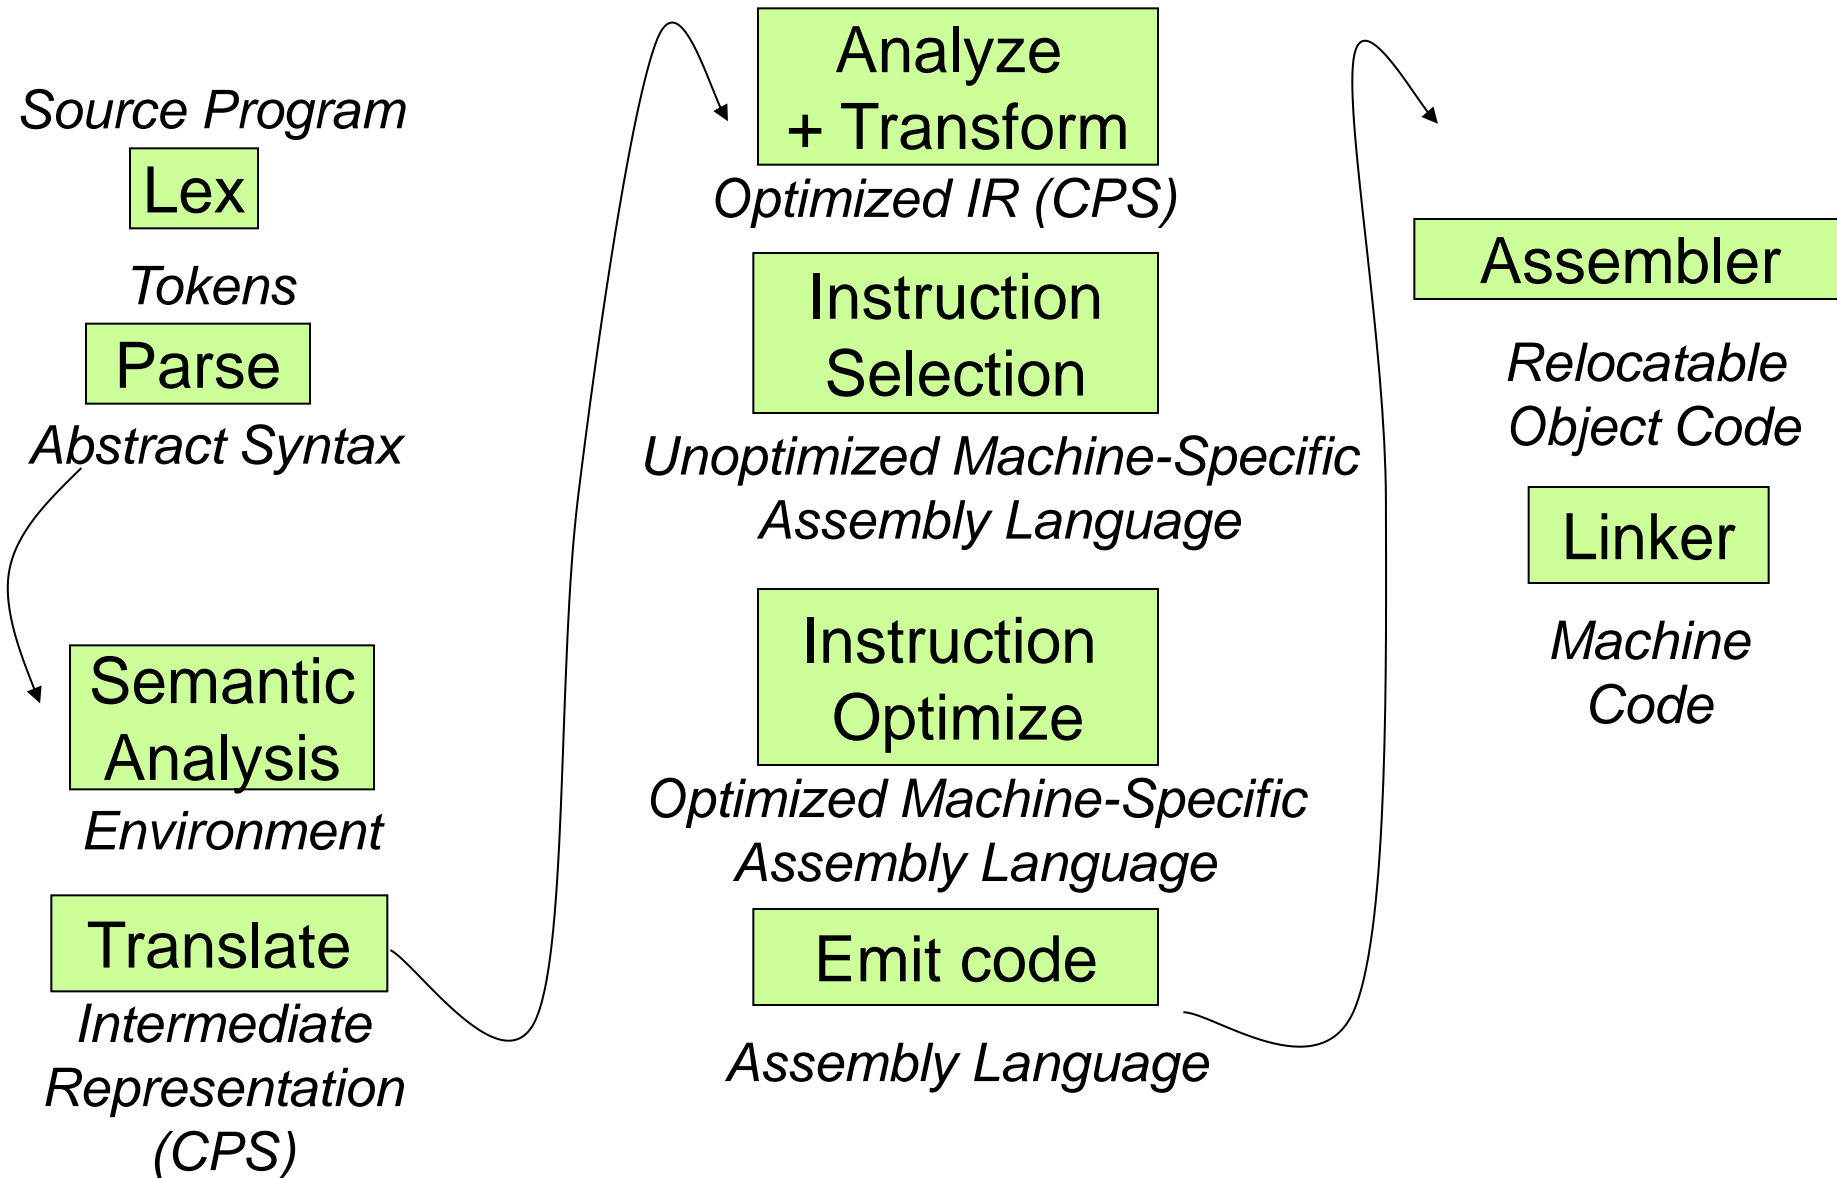 Source Program
Lex
Tokens
Parse
Abstract Syntax
Semantic
Analysis
Environment
Translate
Intermediate
Representation
(CPS)
Analyze
+ Transform
Optimized IR (CPS)
Instruction
Selection
Unoptimized Machine-Specific
Assembly Language
Instruction
Optimize
Optimized Machine-Specific
Assembly Language
Emit code
Assembly Language
Assembler
Relocatable
Object Code
Linker
Machine
Code